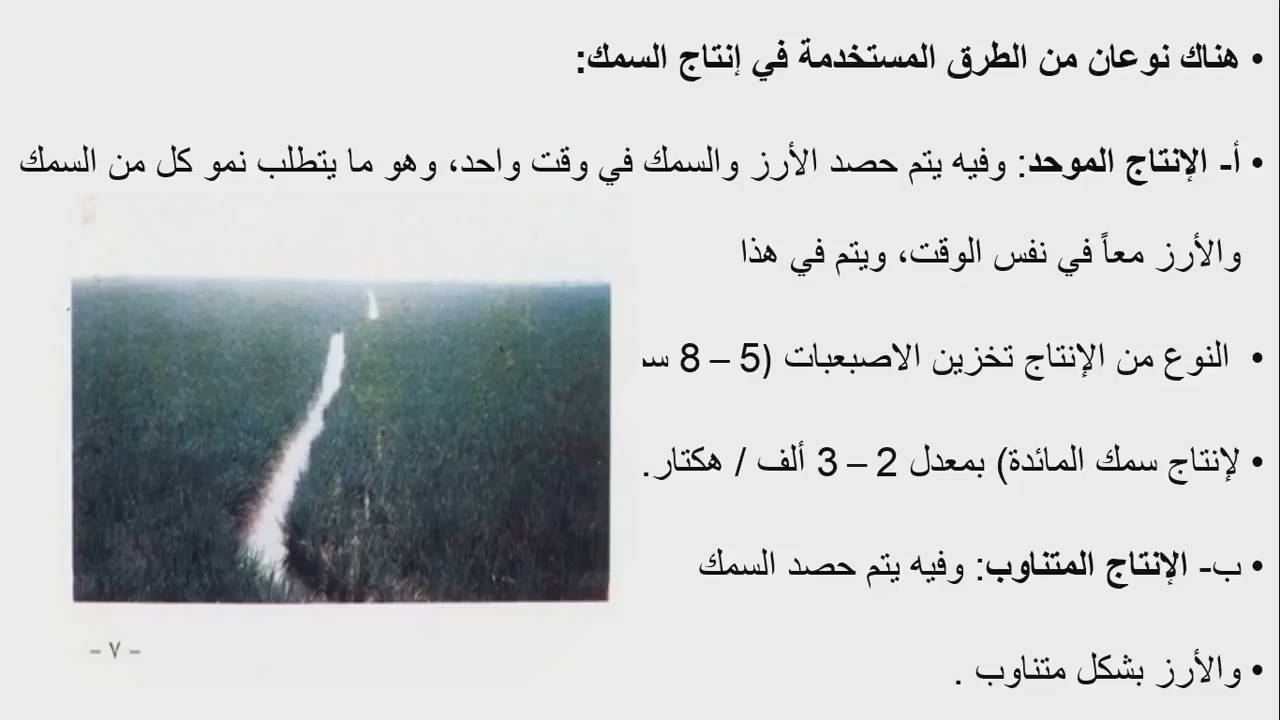 • هناك نوعان من الطرق المستخدمة في إنتاج السمك:
• أ- الإنتاج الموحد: وفيه يتم حصد الأرز والسمك في وقت واحد، وهو ما يتطلب نمو كل من السمك
والأرز معاً في نفس الوقت، ويتم في هذا
• النوع من الإنتاج تخزين الاصبعبات (5 – 8 سم
• لإنتاج سمك المائدة) بمعدل 2 – 3 ألف / هكتار.
• ب- الإنتاج المتناوب: وفيه يتم حصد السمك
• والأرز بشكل متناوب .
– ٧ –